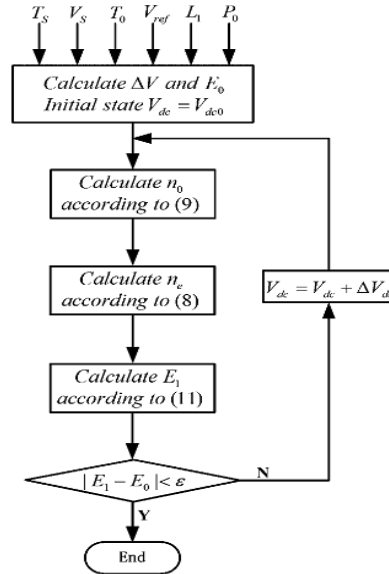 T_S V_S T_0 V_ref L_1 P_0
Calculate ΔV and E_0
Initial state V_dc = V_dc0
Calculate n_0
according to (9)
Calculate n_e
according to (8)
V_dc = V_dc + ΔV_d
Calculate E_1
according to (11)
| E_1 − E_0 |< ε
N
Y
End